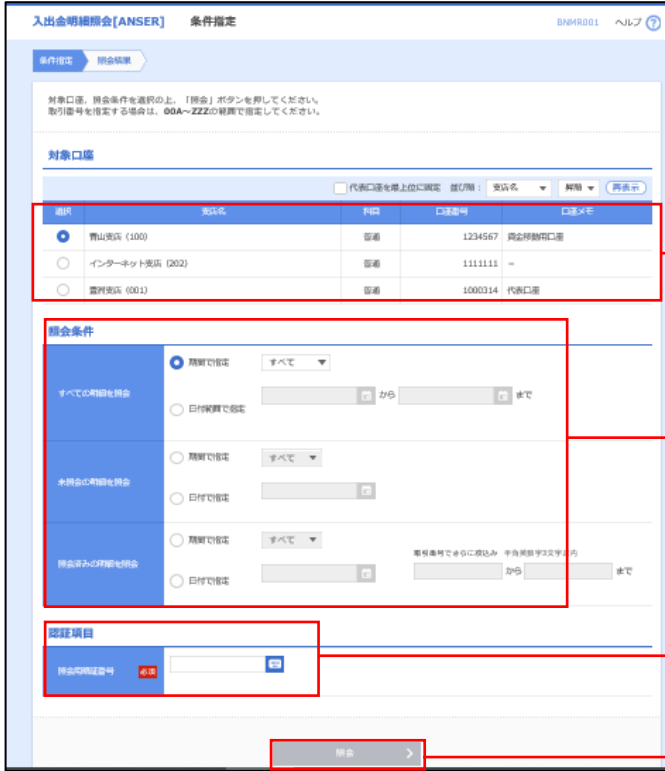 入出金明細照会[ANSER] 条件指定 BNMR001 ヘルプ ?
条件指定 照会結果
対象口座、照会条件を選択の上、「照会」ボタンを押してください。
取引番号を指定する場合は、00A～ZZZの範囲で指定してください。
対象口座
代表口座を最上位に固定 並び順： 支店名 昇順 再表示
選択 支店名 科目 口座番号 口座メモ
青山支店 (100) 普通 1234567 資金移動用口座
インターネット支店 (202) 普通 1111111 －
豊沢支店 (001) 普通 1000314 代表口座
照会条件
すべての明細を照会
期間で指定 すべて
日付範囲で指定 から まで
未照会の明細を照会
期間で指定 すべて
日付で指定
照会済みの明細を照会
期間で指定 すべて
取引番号でさらに絞込み 半角英数字3文字以内
日付で指定 から まで
認証項目
照会用暗証番号 必須
照会